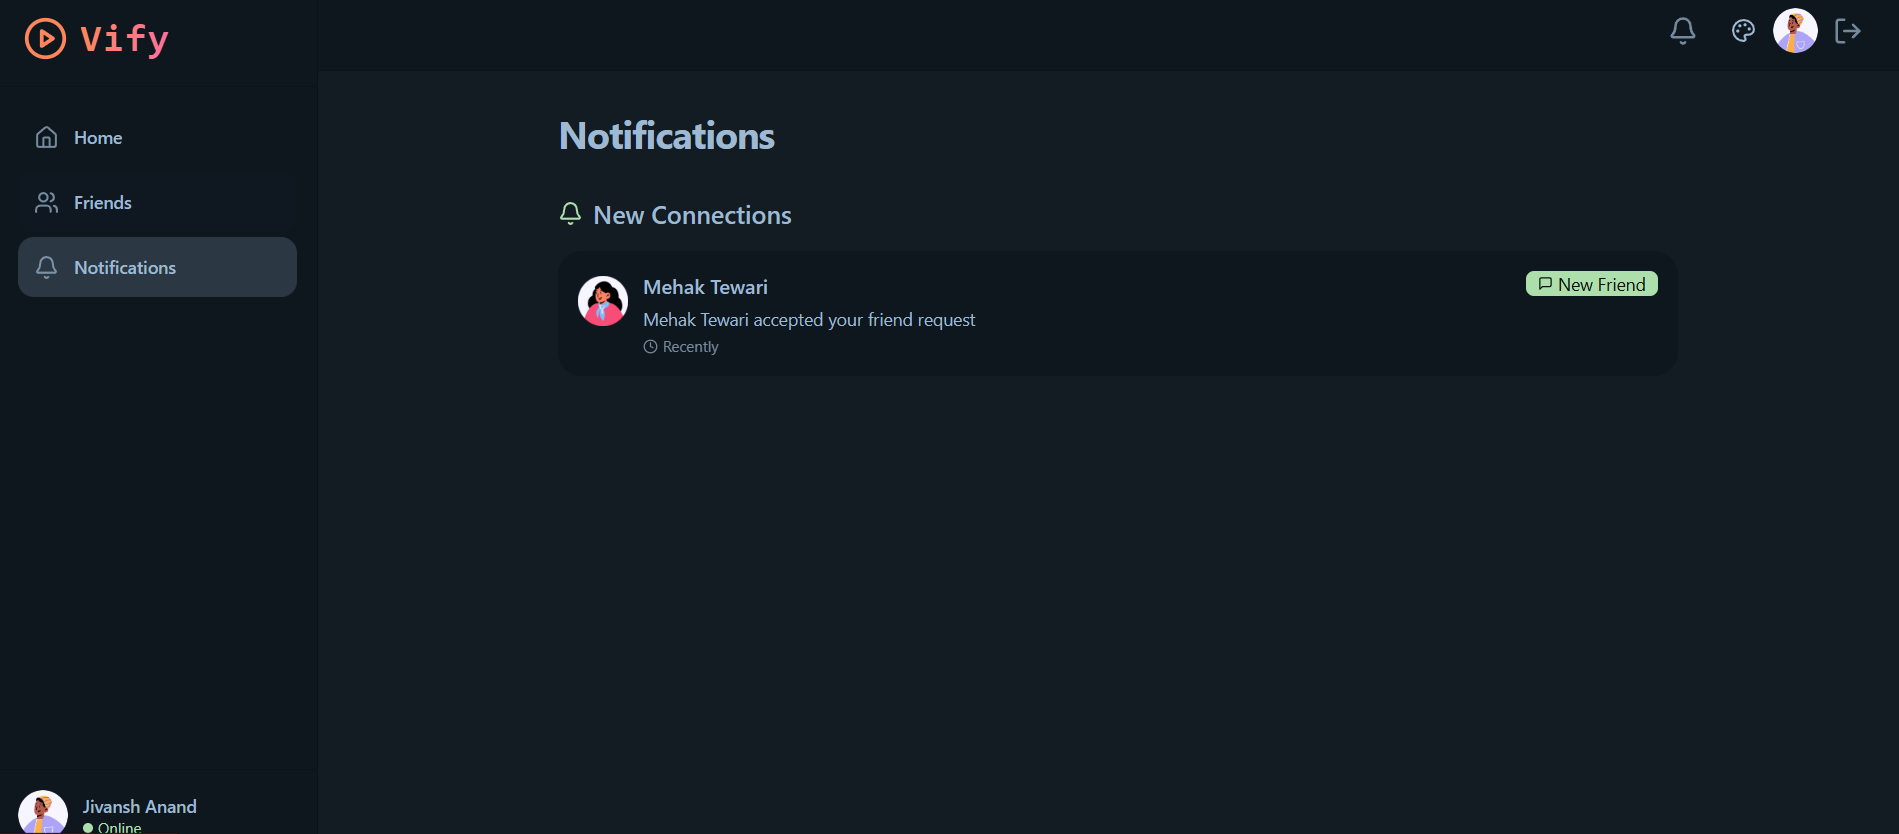 Vify
Home
Friends
Notifications
Notifications
New Connections
Mehak Tewari
New Friend
Mehak Tewari accepted your friend request
Recently
Jivansh Anand
Online